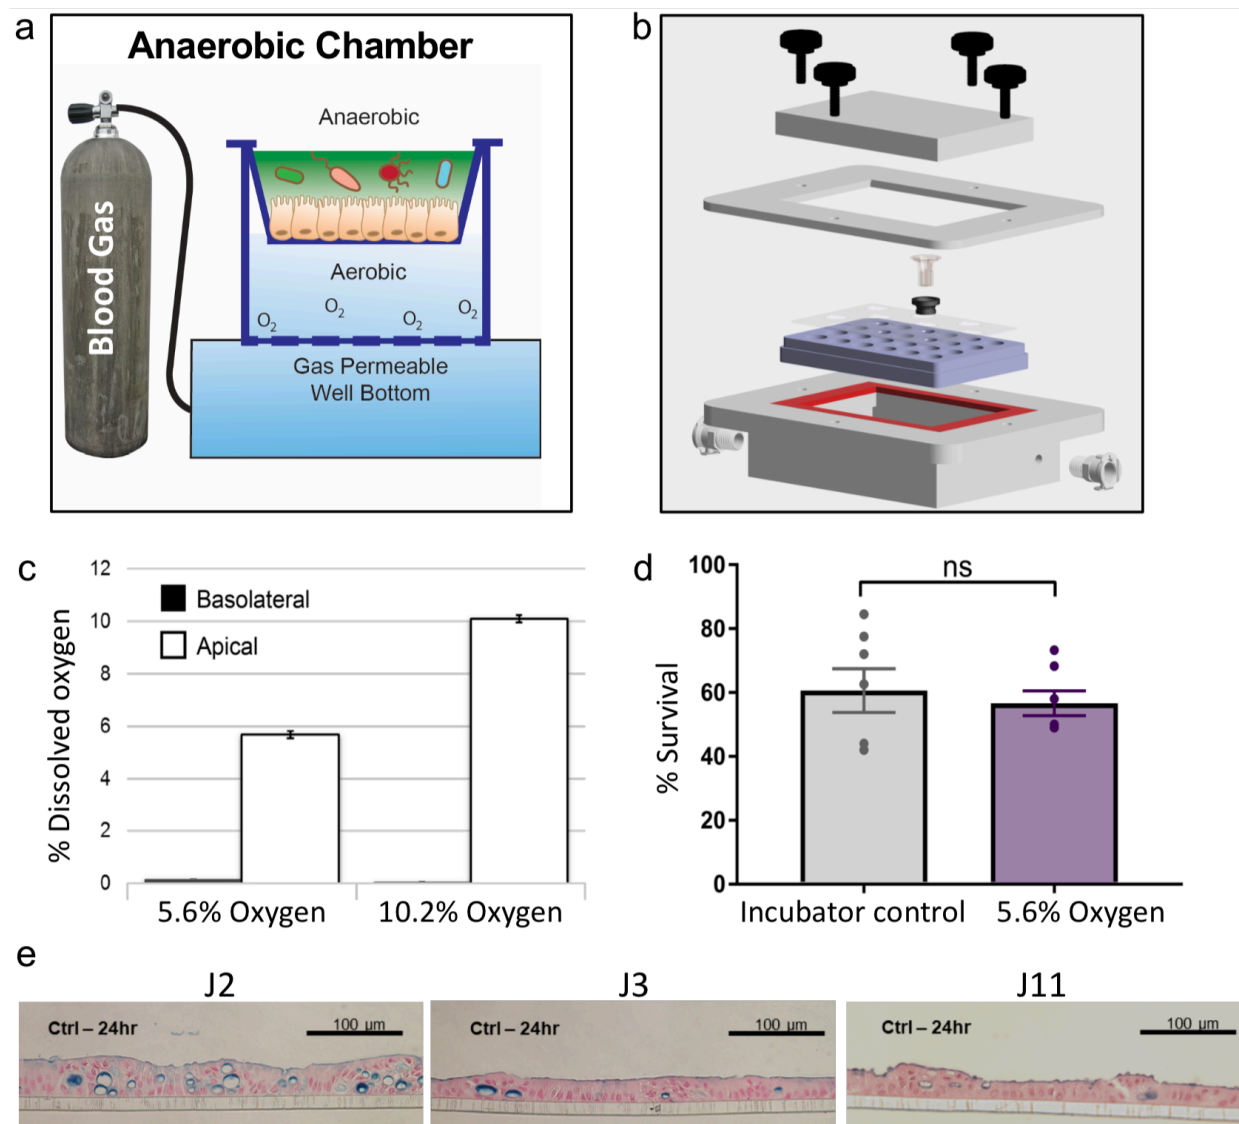 a
Anaerobic Chamber
Blood Gas
Anaerobic
Aerobic
O2
O2
O2
O2
Gas Permeable
Well Bottom
b
c
% Dissolved oxygen
12
10
8
6
4
2
0
Basolateral
Apical
5.6% Oxygen
10.2% Oxygen
d
% Survival
100
80
60
40
20
0
ns
Incubator control
5.6% Oxygen
e
J2
Ctrl – 24hr
100 µm
J3
Ctrl – 24hr
100 µm
J11
Ctrl – 24hr
100 µm